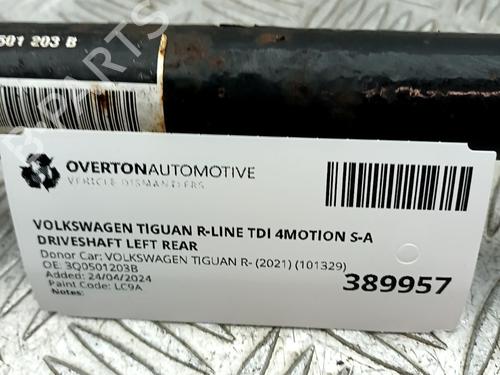 501 203 B
OVERTONAUTOMOTIVE
VEHICLE DISMANTLERS
VOLKSWAGEN TIGUAN R-LINE TDI 4MOTION S-A
DRIVESHAFT LEFT REAR
Donor Car: VOLKSWAGEN TIGUAN R- (2021) (101329)
OE: 3Q0501203B
Added: 24/04/2024
Paint Code: LC9A
Notes:
389957